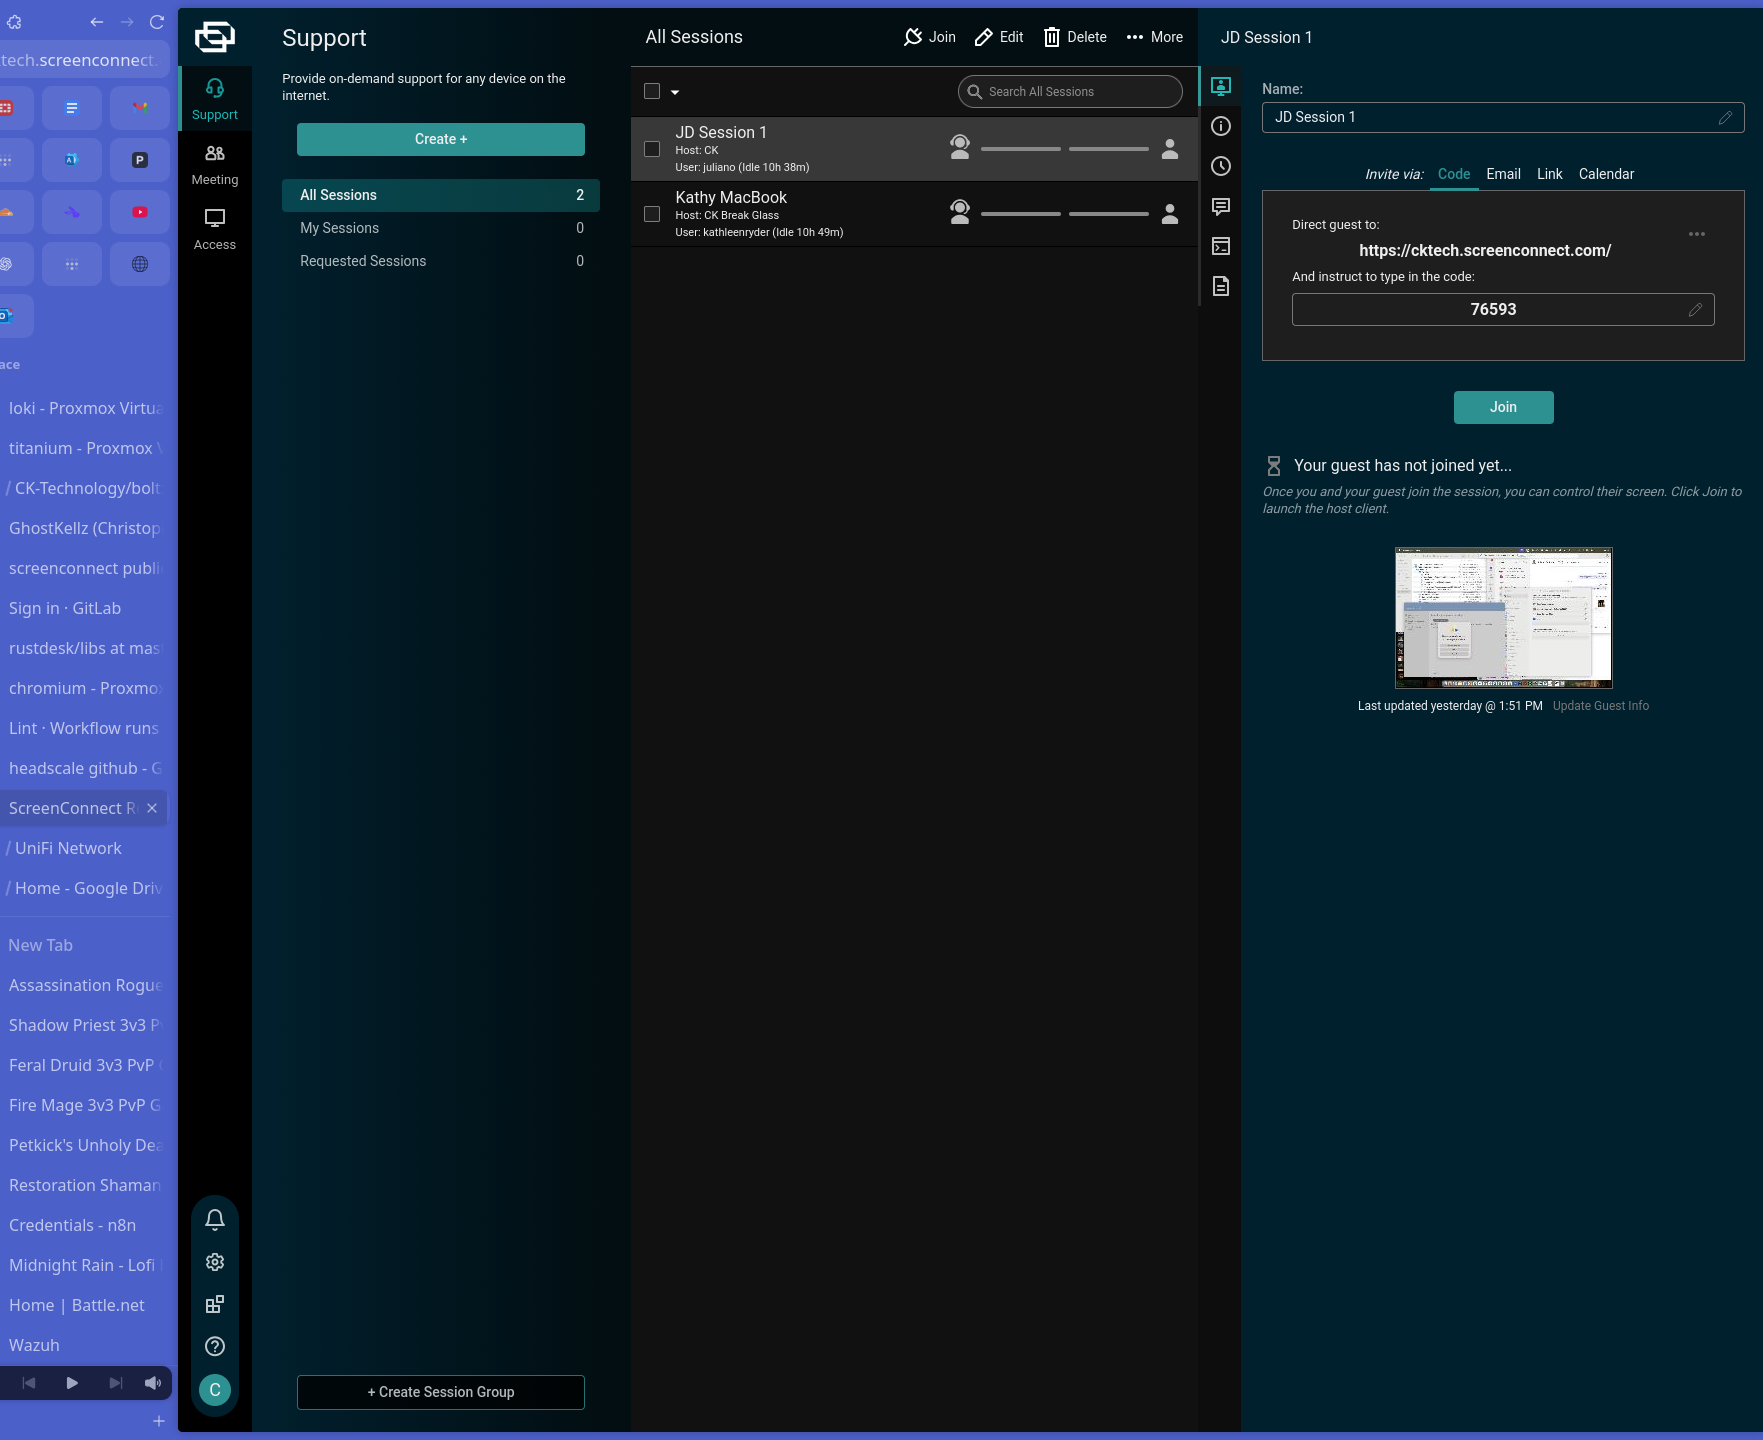 tech.screenconnect.
ace
loki - Proxmox Virtua
titanium - Proxmox V
/ CK-Technology/bolt
GhostKellz (Christop
screenconnect publi
Sign in · GitLab
rustdesk/libs at mas
chromium - Proxmox
Lint · Workflow runs
headscale github - G
ScreenConnect R
/ UniFi Network
/ Home - Google Driv
New Tab
Assassination Rogue
Shadow Priest 3v3 P
Feral Druid 3v3 PvP
Fire Mage 3v3 PvP G
Petkick's Unholy Dea
Restoration Shaman
Credentials - n8n
Midnight Rain - Lofi
Home | Battle.net
Wazuh
Support
Meeting
Access
C
Support
Provide on-demand support for any device on the
internet.
Create +
All Sessions 2
My Sessions 0
Requested Sessions 0
+ Create Session Group
All Sessions
Join
Edit
Delete
More
Search All Sessions
JD Session 1
Host: CK
User: juliano (Idle 10h 38m)
Kathy MacBook
Host: CK Break Glass
User: kathleenryder (Idle 10h 49m)
JD Session 1
Name:
JD Session 1
Invite via: Code Email Link Calendar
Direct guest to:
https://cktech.screenconnect.com/
And instruct to type in the code:
76593
Join
Your guest has not joined yet...
Once you and your guest join the session, you can control their screen. Click Join to
launch the host client.
Last updated yesterday @ 1:51 PM Update Guest Info